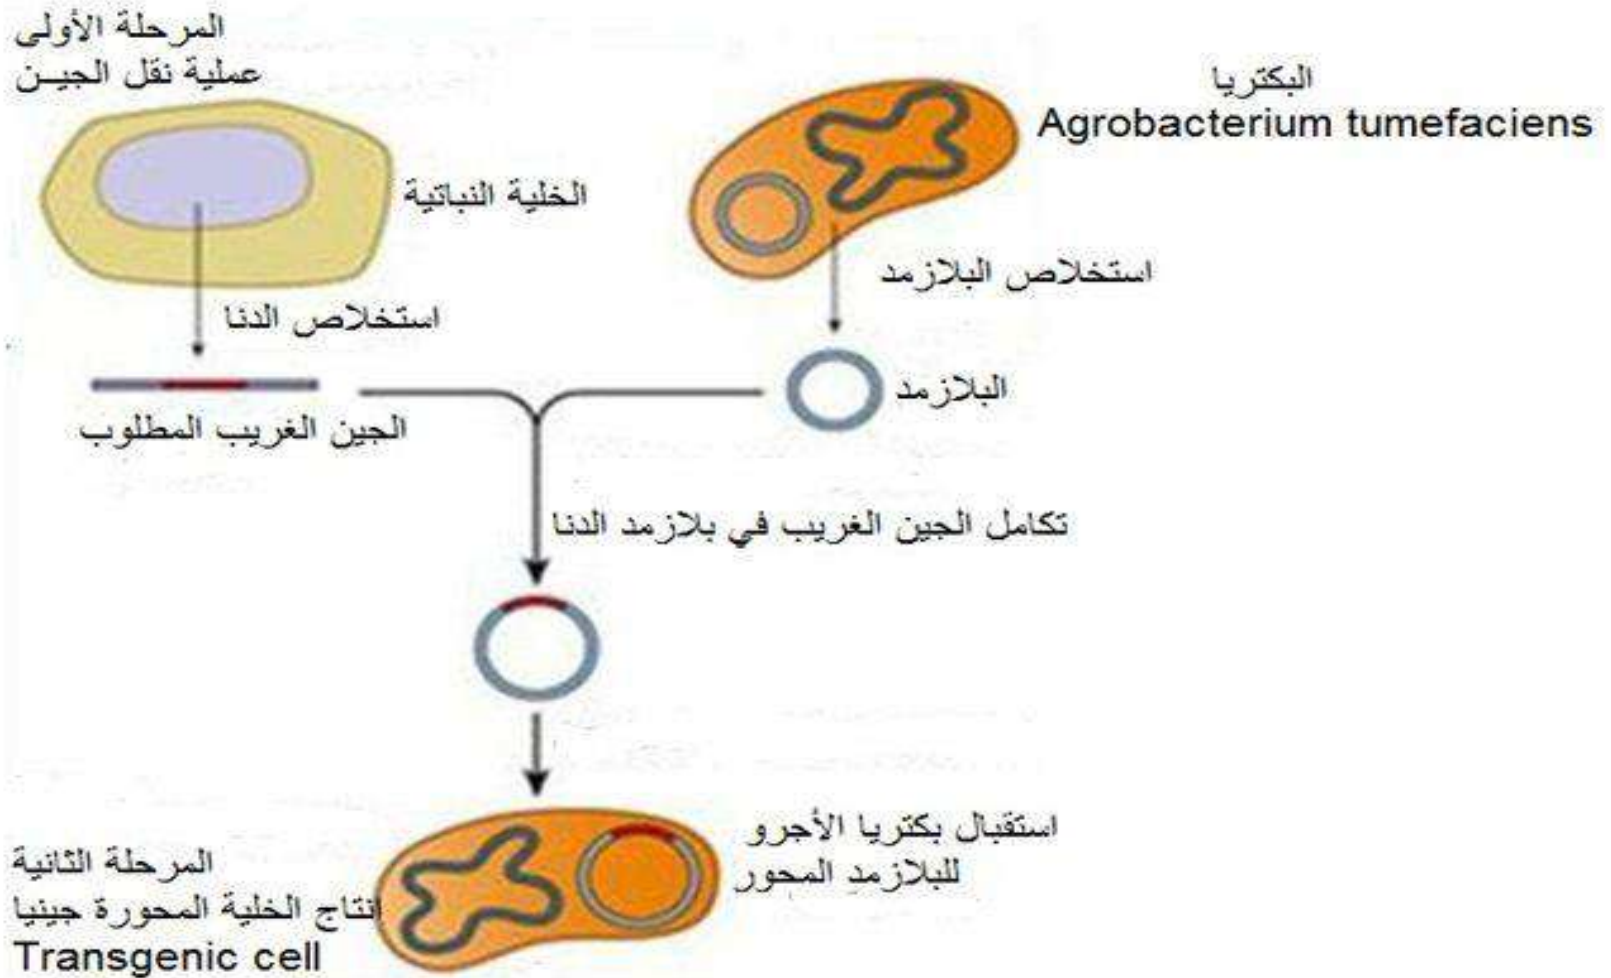 المرحلة الأولى
عملية نقل الجيــن
البكتريا
Agrobacterium tumefaciens
الخلية النباتية
استخلاص البلازمد
استخلاص الدنا
البلازمد
الجين الغريب المطلوب
تكامل الجين الغريب في بلازمد الدنا
استقبال بكتريا الأجرو
للبلازمد المحور
المرحلة الثانية
انتاج الخلية المحورة جينيا
Transgenic cell